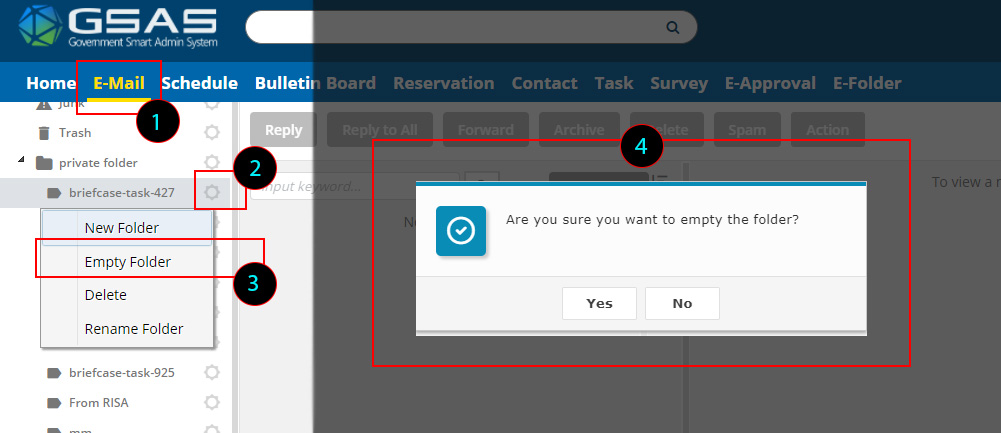 GSAS
Government Smart Admin System
Home E-Mail Schedule Bulletin Board Reservation Contact Task Survey E-Approval E-Folder
1
Junk
Trash
Reply Reply to All Forward Archive Delete Spam Action
4
private folder
2
briefcase-task-427
Input keyword...
To view a
New Folder
Empty Folder
3
Delete
Rename Folder
Are you sure you want to empty the folder?
Yes No
briefcase-task-925
From RISA
mm